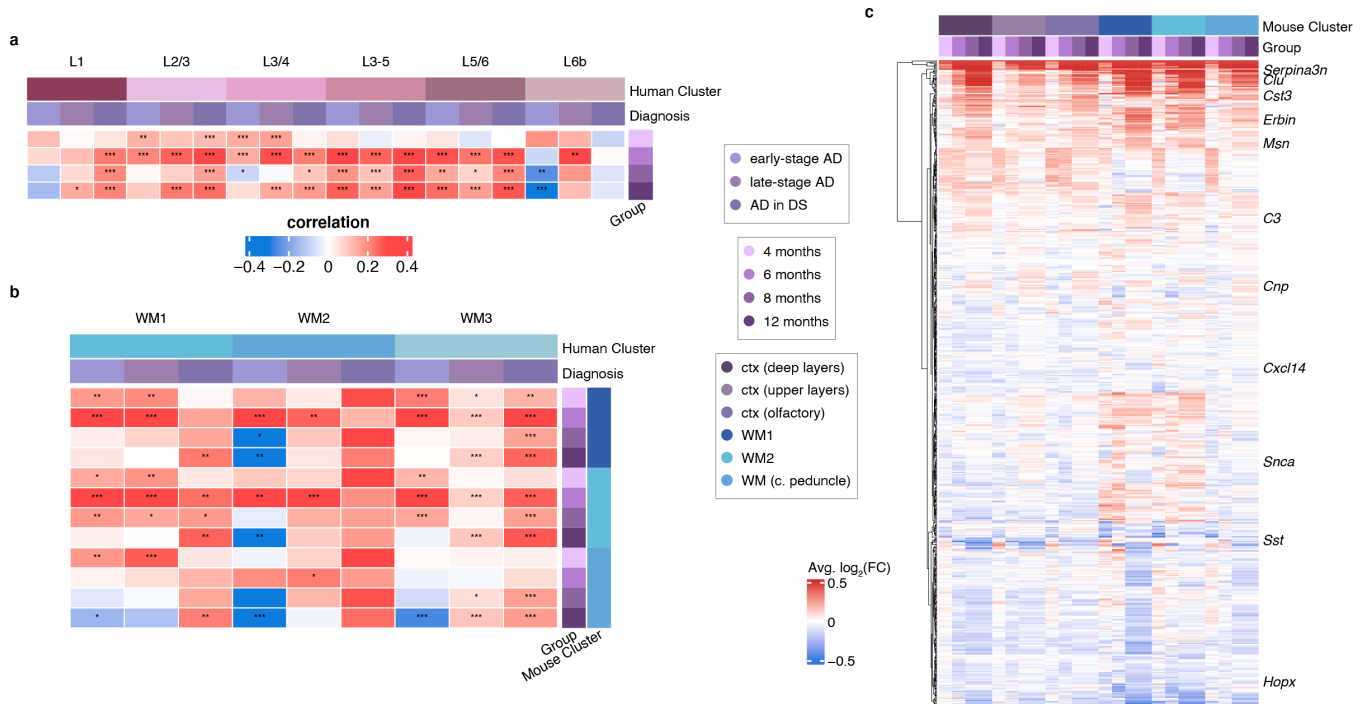 a
L1 L2/3 L3/4 L3-5 L5/6 L6b
Human Cluster
Diagnosis
** *** *** ***
*** *** *** *** *** *** *** *** *** *** *** *** *** **
*** *** * * *** *** *** ** * *** **
* *** *** *** *** *** *** *** *** *** *** *** *** ***
Group
correlation
−0.4 −0.2 0 0.2 0.4
b
WM1 WM2 WM3
Human Cluster
Diagnosis
** ** *** * **
*** *** *** ** *** *** ***
* ***
** ** *** ***
* ** **
*** *** ** ** *** *** *** ***
** * * *** ***
** ** *** ***
** ***
*
* ***
* ** *** *** *** ***
Group
Mouse Cluster
early-stage AD
late-stage AD
AD in DS
4 months
6 months
8 months
12 months
ctx (deep layers)
ctx (upper layers)
ctx (olfactory)
WM1
WM2
WM (c. peduncle)
Avg. log2(FC)
0.5
0
−0.5
c
Mouse Cluster
Group
Serpina3n
Clu
Cst3
Erbin
Msn
C3
Cnp
Cxcl14
Snca
Sst
Hopx